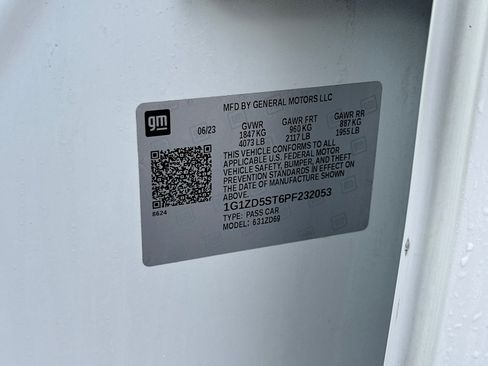 MFD BY GENERAL MOTORS LLC
gm
06/23 GVWR GAWR FRT GAWR RR
1847 KG 960 KG 887 KG
4073 LB 2117 LB 1955 LB
THIS VEHICLE CONFORMS TO ALL
APPLICABLE U.S. FEDERAL MOTOR
VEHICLE SAFETY, BUMPER, AND THEFT
PREVENTION STANDARDS IN EFFECT ON
THE DATE OF MANUFACTURE SHOWN
ABOVE.
1G1ZD5ST6PF232053
8624 TYPE: PASS CAR
MODEL: 631ZD69